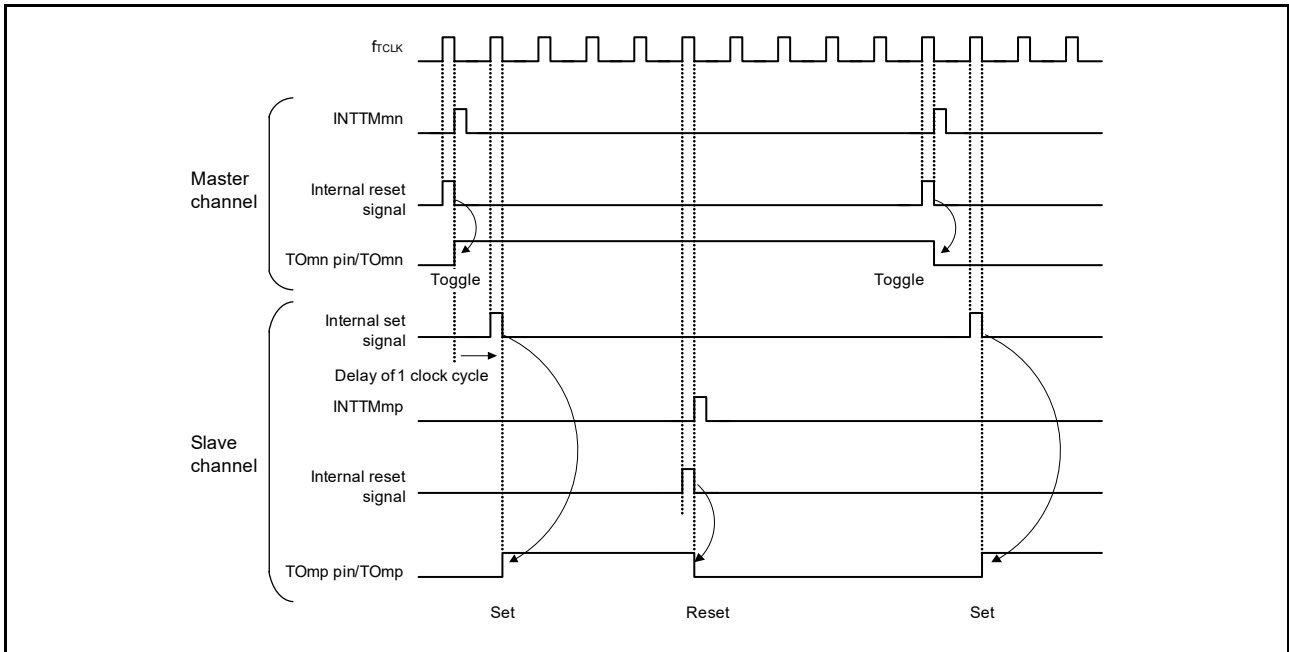 fTCLK
INTTMmn
Master
channel
Internal reset
signal
TOmn pin/TOmn
Toggle
Toggle
Internal set
signal
Delay of 1 clock cycle
INTTMmp
Slave
channel
Internal reset
signal
TOmp pin/TOmp
Set
Reset
Set